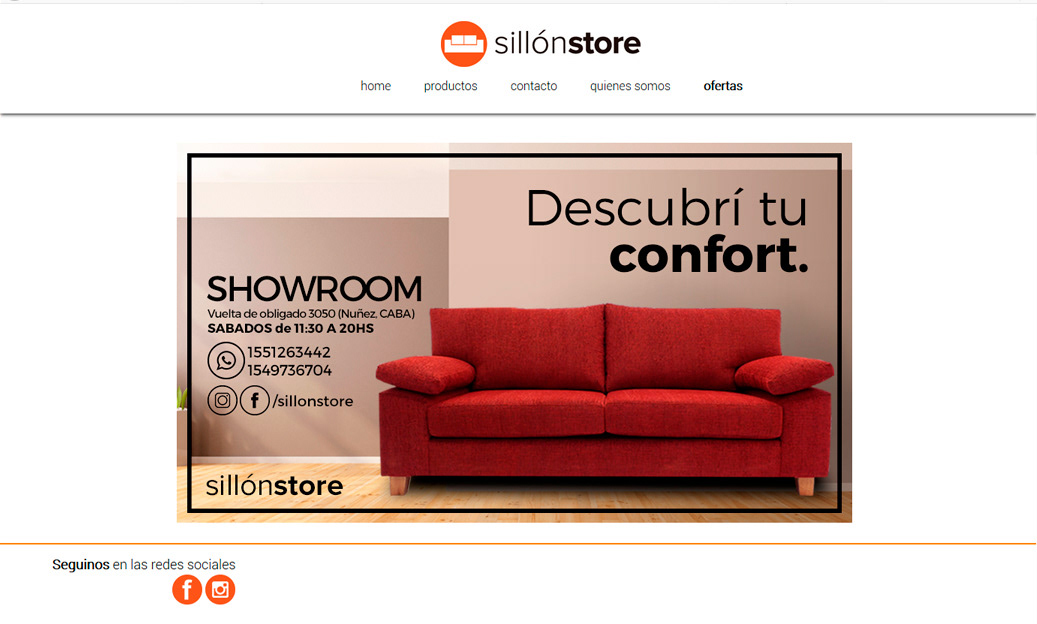 sillónstore
home productos contacto quienes somos ofertas
Descubrí tu
confort.
SHOWROOM
Vuelta de obligado 3050 (Nuñez, CABA)
SABADOS de 11:30 A 20HS
1551263442
1549736704
/sillonstore
sillónstore
Seguinos en las redes sociales